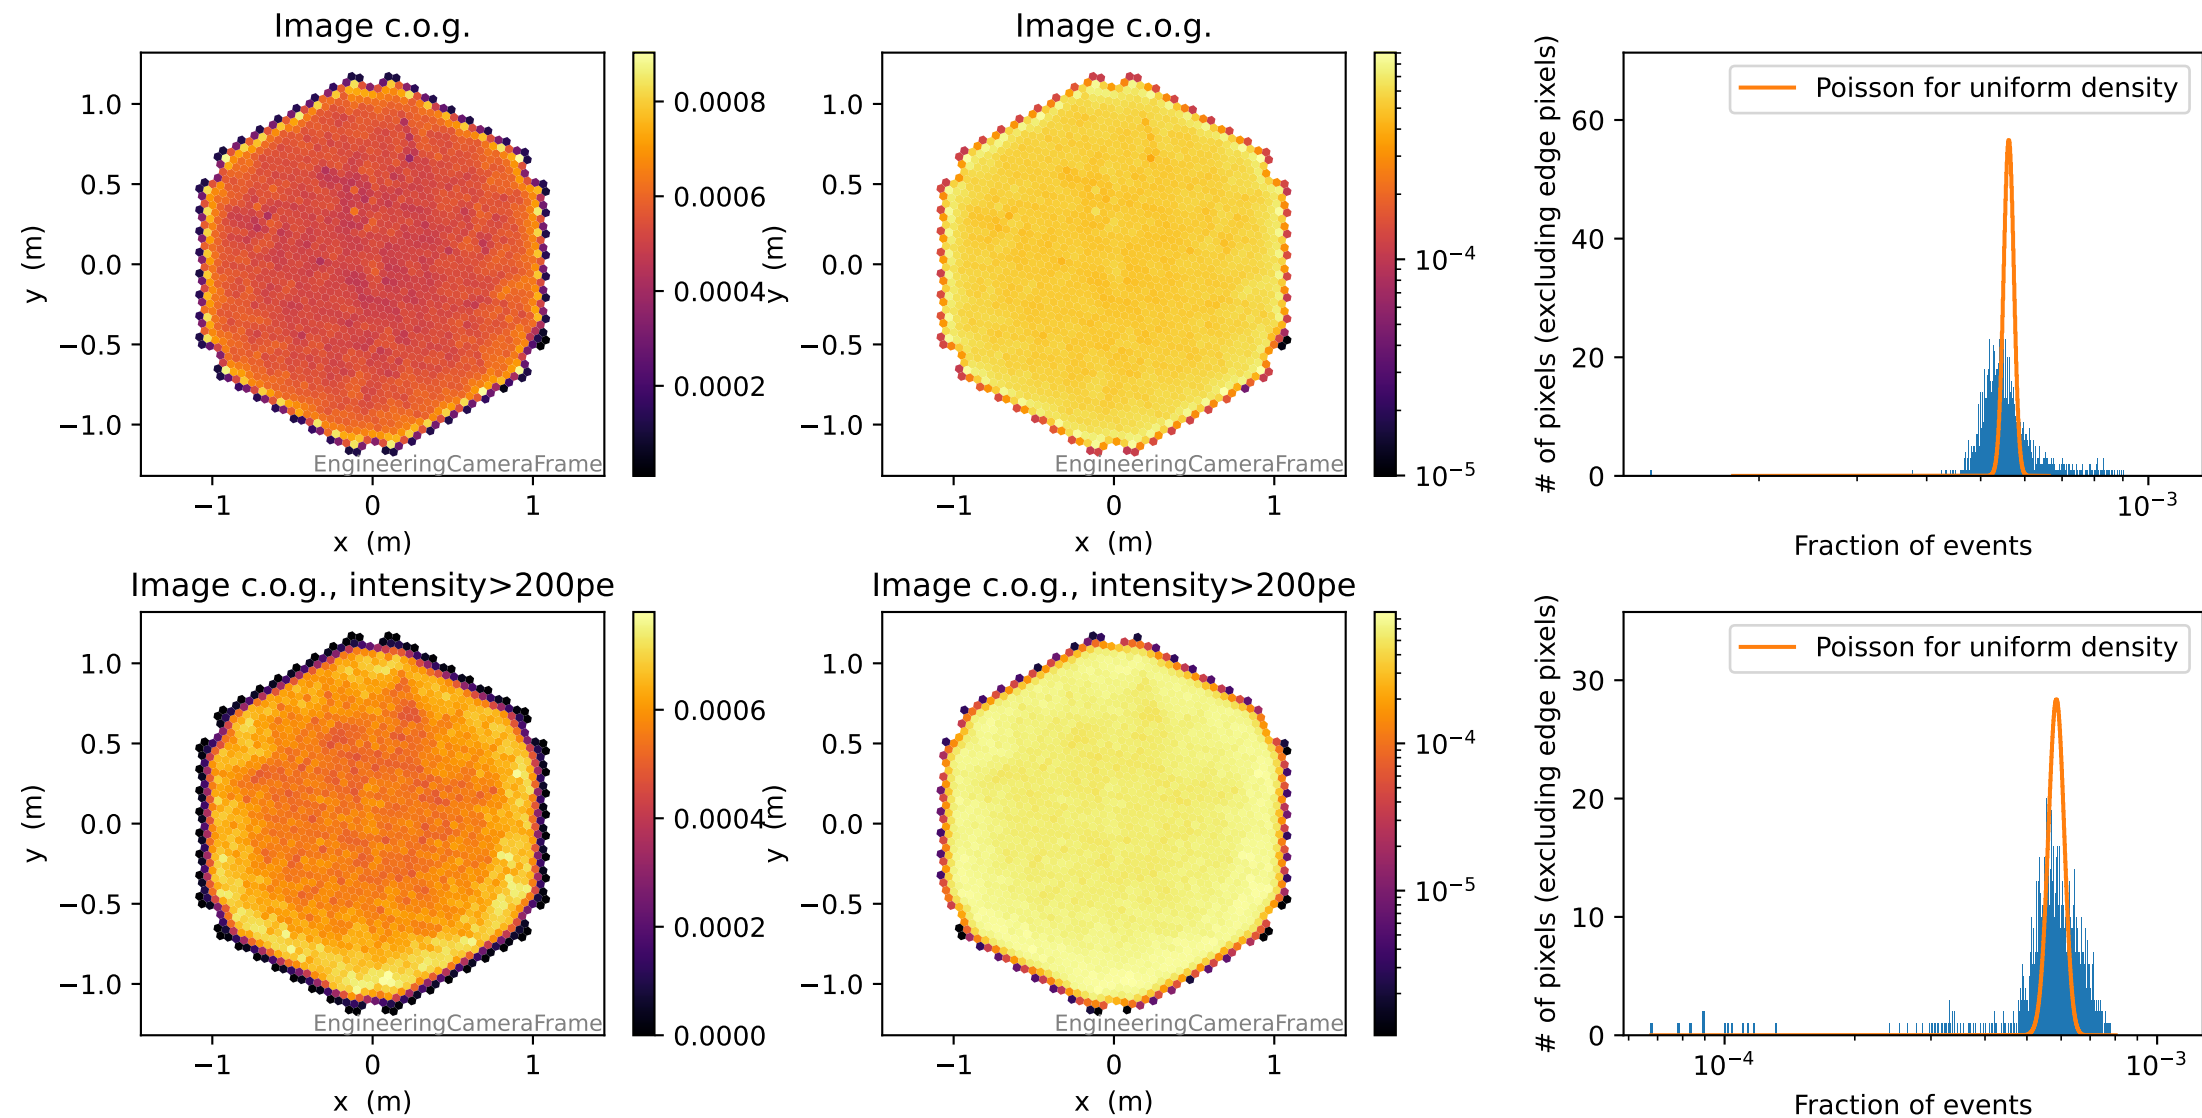 Image c.o.g.
1.0
0.5
0.0
−0.5
−1.0
y (m)
−1 0 1
x (m)
EngineeringCameraFrame
0.0008
0.0006
0.0004
0.0002
Image c.o.g.
1.0
0.5
0.0
−0.5
−1.0
y (m)
−1 0 1
x (m)
EngineeringCameraFrame
10−4
10−5
# of pixels (excluding edge pixels)
60
40
20
0
Poisson for uniform density
10−3
Fraction of events
Image c.o.g., intensity>200pe
1.0
0.5
0.0
−0.5
−1.0
y (m)
−1 0 1
x (m)
EngineeringCameraFrame
0.0006
0.0004
0.0002
0.0000
Image c.o.g., intensity>200pe
1.0
0.5
0.0
−0.5
−1.0
y (m)
−1 0 1
x (m)
EngineeringCameraFrame
10−4
10−5
# of pixels (excluding edge pixels)
30
20
10
0
Poisson for uniform density
10−4 10−3
Fraction of events